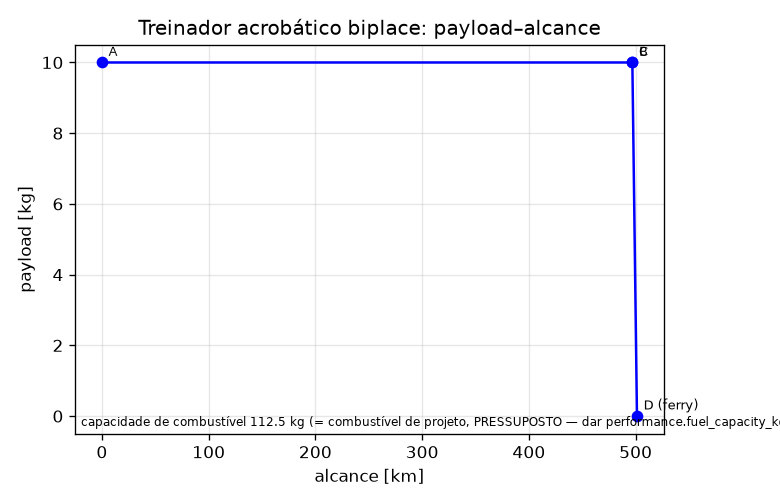 Treinador acrobático biplace: payload–alcance
A
B
C
10
8
6
4
2
0
payload [kg]
D (ferry)
capacidade de combustível 112.5 kg (= combustível de projeto, PRESSUPOSTO — dar performance.fuel_capacity_k
0 100 200 300 400 500
alcance [km]